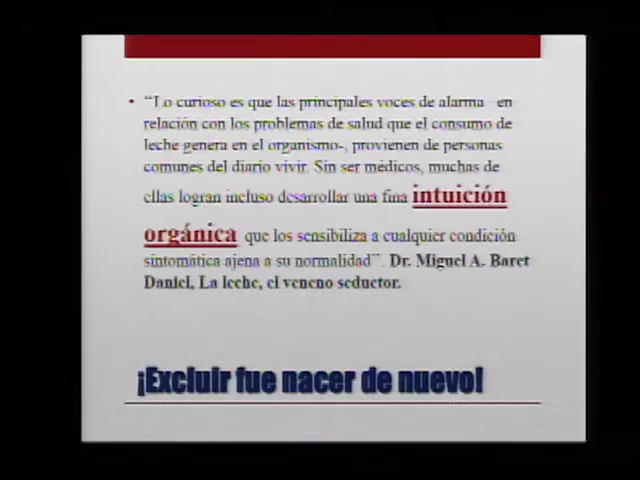 • “Lo curioso es que las principales voces de alarma en
relación con los problemas de salud que el consumo de
leche genera en el organismo-, provienen de personas
comunes del diario vivir. Sin ser médicos, muchas de
ellas logran incluso desarrollar una fina intuición
orgánica que los sensibiliza a cualquier condición
sintomática ajena a su normalidad”. Dr. Miguel A. Baret
Daniel, La leche, el veneno seductor.
¡Excluir fue nacer de nuevo!